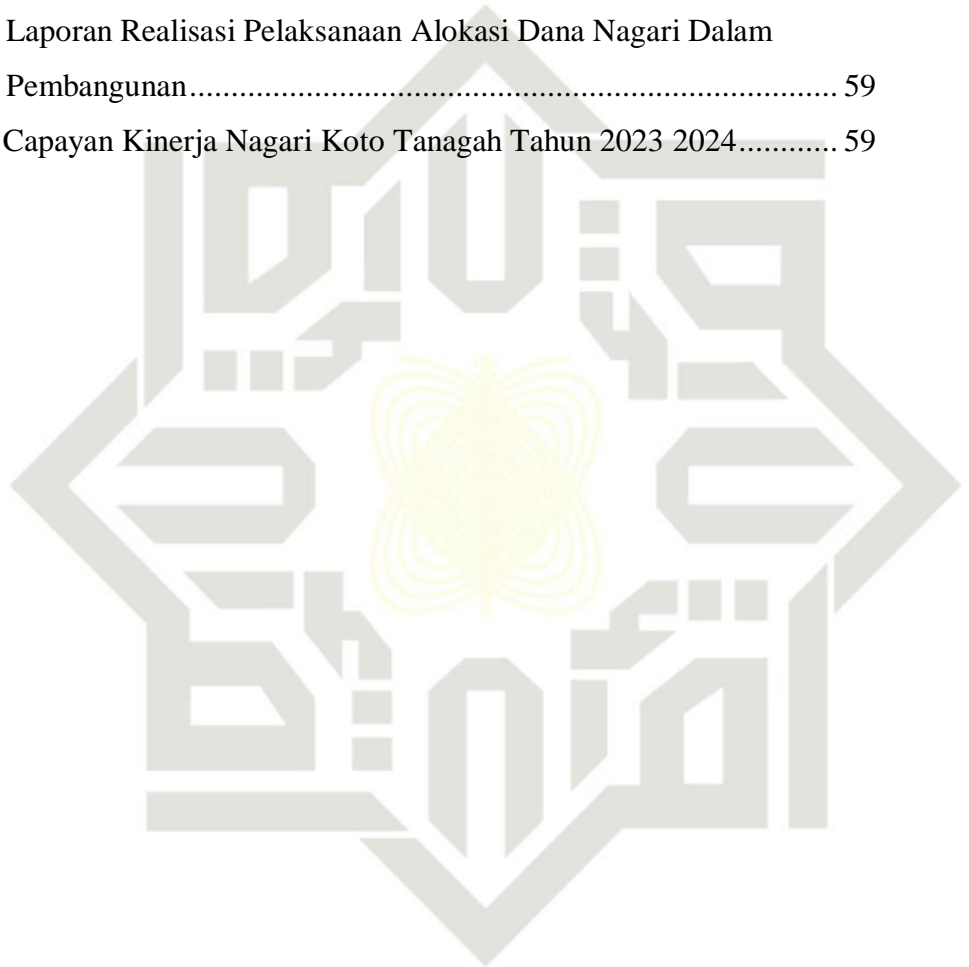 Laporan Realisasi Pelaksanaan Alokasi Dana Nagari Dalam
Pembangunan............................................................................... 59
Capayan Kinerja Nagari Koto Tanagah Tahun 2023 2024............ 59